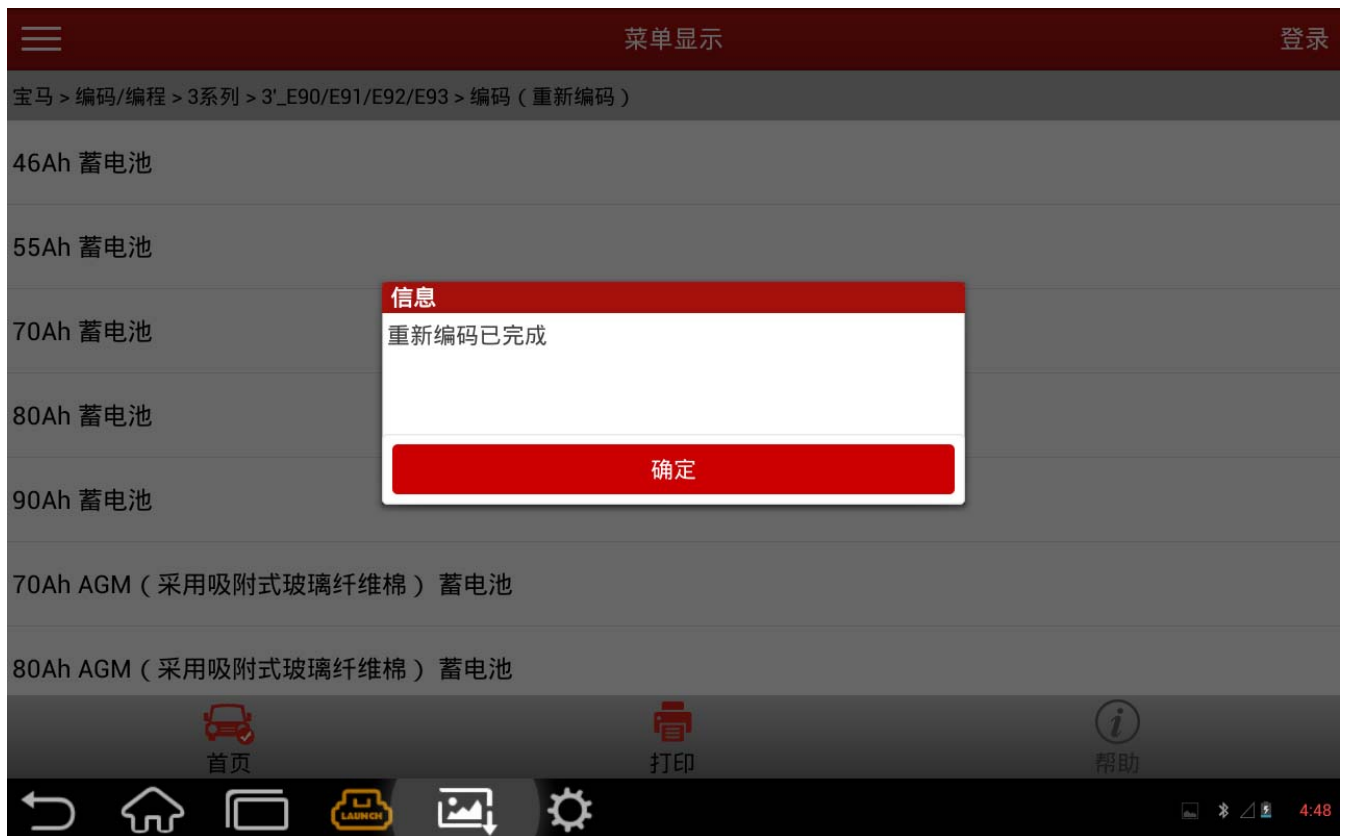 菜单显示
登录
宝马 > 编码/编程 > 3系列 > 3'_E90/E91/E92/E93 > 编码（重新编码）
46Ah 蓄电池
55Ah 蓄电池
信息
70Ah 蓄电池
重新编码已完成
80Ah 蓄电池
确定
90Ah 蓄电池
70Ah AGM（采用吸附式玻璃纤维棉） 蓄电池
80Ah AGM（采用吸附式玻璃纤维棉） 蓄电池
首页
打印
帮助
LAUNCH
4:48